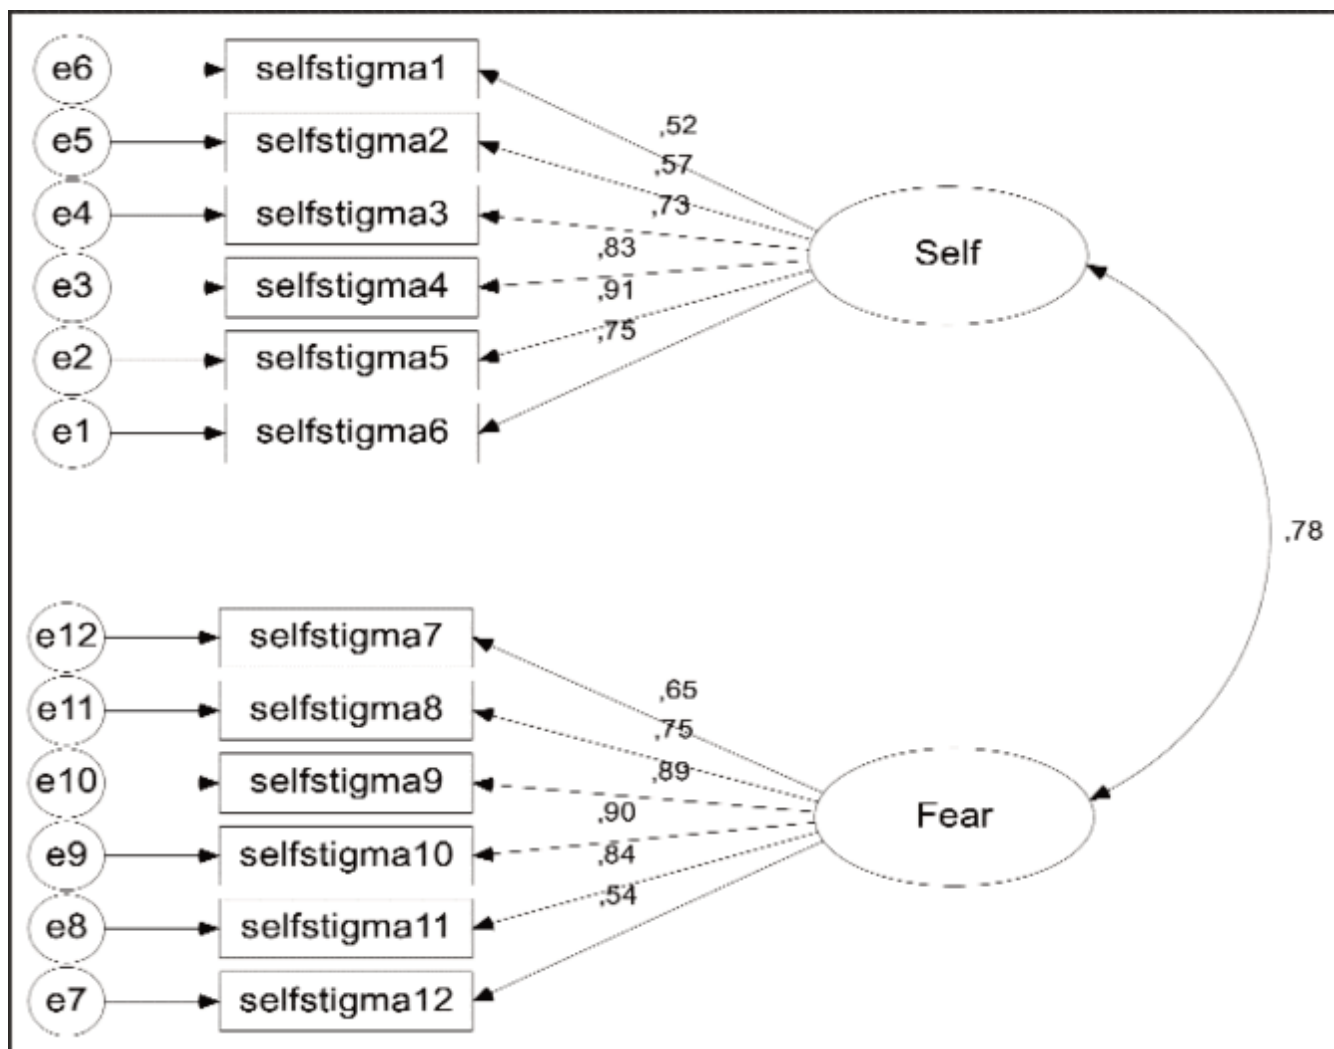 e6 selfstigma1
,52
e5 selfstigma2
,57
e4 selfstigma3
,73
Self
,83
e3 selfstigma4
,91
,75
e2 selfstigma5
e1 selfstigma6
,78
e12 selfstigma7
,65
e11 selfstigma8
,75
,89
e10 selfstigma9
,90
Fear
e9 selfstigma10
,84
,54
e8 selfstigma11
e7 selfstigma12